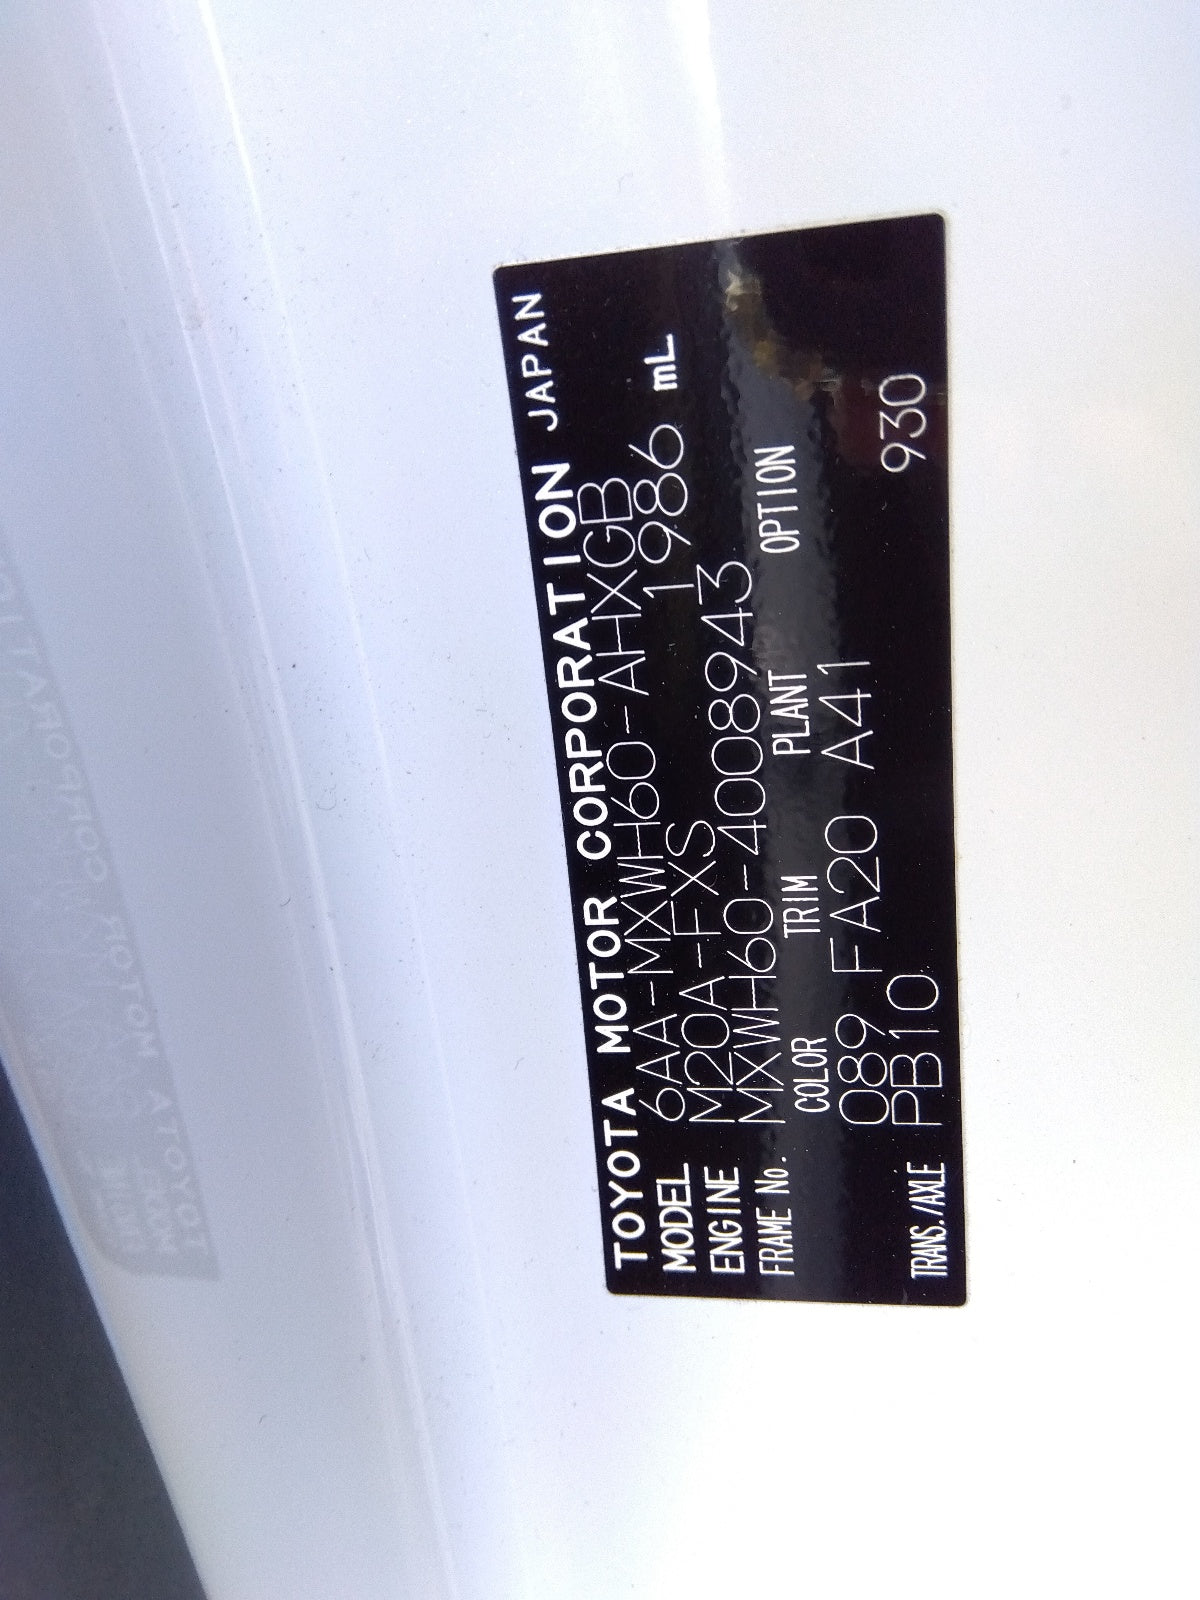 TOYOTA MOTOR CORPORATION JAPAN
MODEL 6AA-MXWH60-AHXGB
ENGINE M20A-FXS 1986 mL
FRAME No. MXWH60-4008943
COLOR TRIM PLANT OPTION
089 FA20 A41
TRANS./AXLE PB10 930